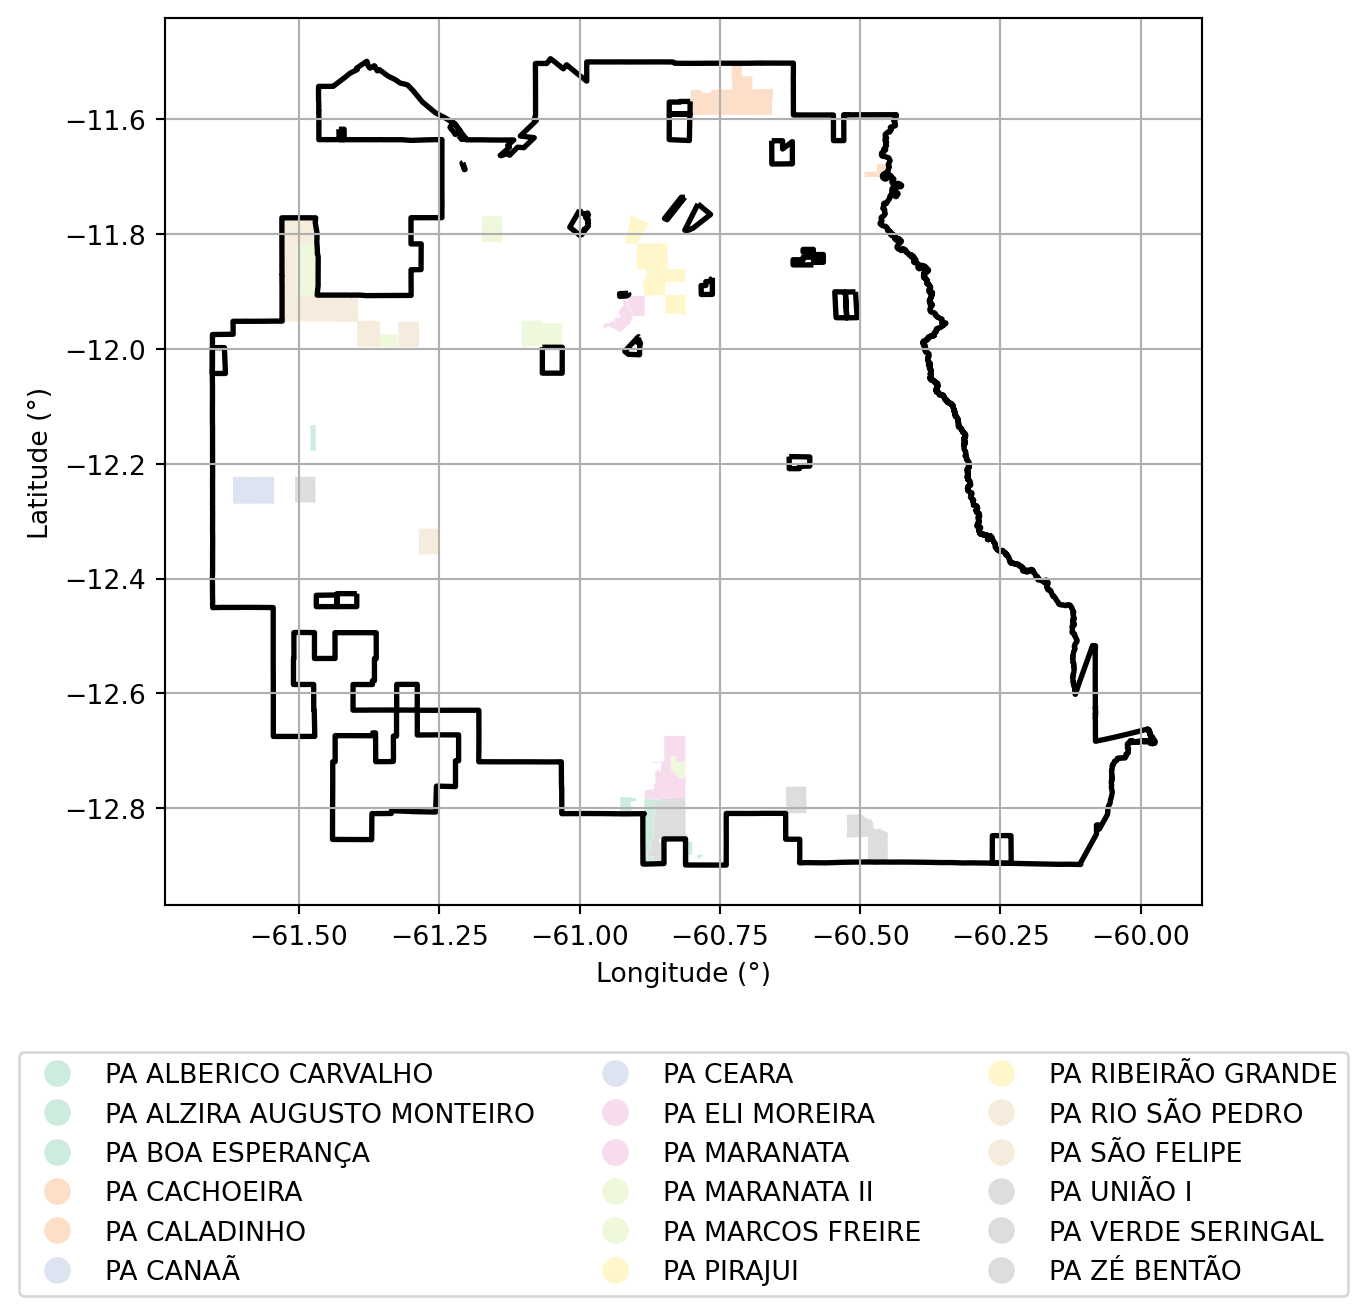 −11.6
−11.8
−12.0
−12.2
−12.4
−12.6
−12.8
Latitude (°)
−61.50 −61.25 −61.00 −60.75 −60.50 −60.25 −60.00
Longitude (°)
PA ALBERICO CARVALHO
PA ALZIRA AUGUSTO MONTEIRO
PA BOA ESPERANÇA
PA CACHOEIRA
PA CALADINHO
PA CANAÃ
PA CEARA
PA ELI MOREIRA
PA MARANATA
PA MARANATA II
PA MARCOS FREIRE
PA PIRAJUI
PA RIBEIRÃO GRANDE
PA RIO SÃO PEDRO
PA SÃO FELIPE
PA UNIÃO I
PA VERDE SERINGAL
PA ZÉ BENTÃO